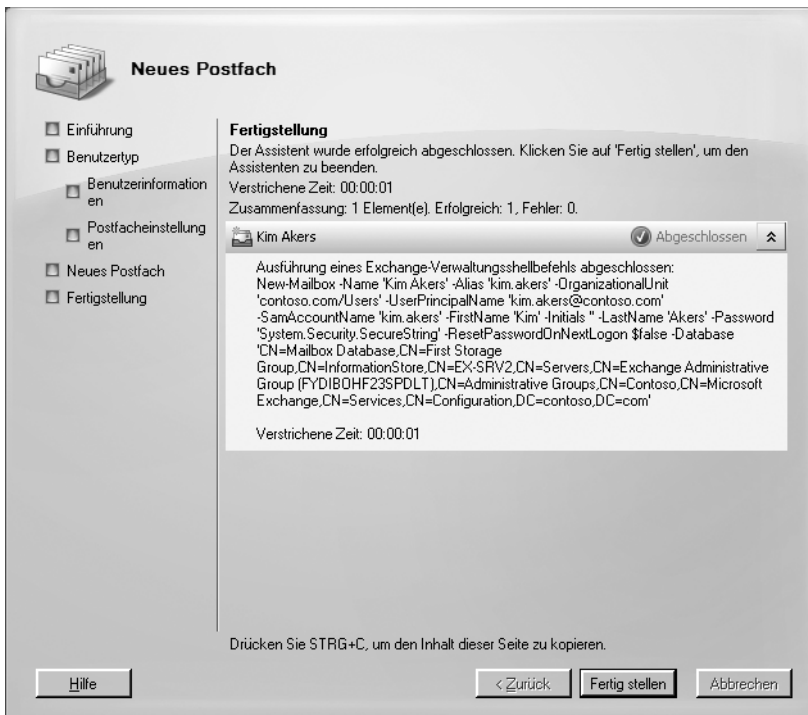 Neues Postfach
Einführung
Benutzertyp
Benutzerinformation
en
Postfacheinstellung
en
Neues Postfach
Fertigstellung
Fertigstellung
Der Assistent wurde erfolgreich abgeschlossen. Klicken Sie auf 'Fertig stellen', um den
Assistenten zu beenden.
Verstrichene Zeit: 00:00:01
Zusammenfassung: 1 Element(e). Erfolgreich: 1, Fehler: 0.
Kim Akers Abgeschlossen
Ausführung eines Exchange-Verwaltungsshellbefehls abgeschlossen:
New-Mailbox -Name 'Kim Akers' -Alias 'kim.akers' -OrganizationalUnit
'contoso.com/Users' -UserPrincipalName 'kim.akers@contoso.com'
-SamAccountName 'kim.akers' -FirstName 'Kim' -Initials '' -LastName 'Akers' -Password
'System.Security.SecureString' -ResetPasswordOnNextLogon $false -Database
'CN=Mailbox Database,CN=First Storage
Group,CN=InformationStore,CN=EX-SRV2,CN=Servers,CN=Exchange Administrative
Group (FYDIBOHF23SPDLT),CN=Administrative Groups,CN=Contoso,CN=Microsoft
Exchange,CN=Services,CN=Configuration,DC=contoso,DC=com'
Verstrichene Zeit: 00:00:01
Drücken Sie STRG+C, um den Inhalt dieser Seite zu kopieren.
Hilfe < Zurück Fertig stellen Abbrechen